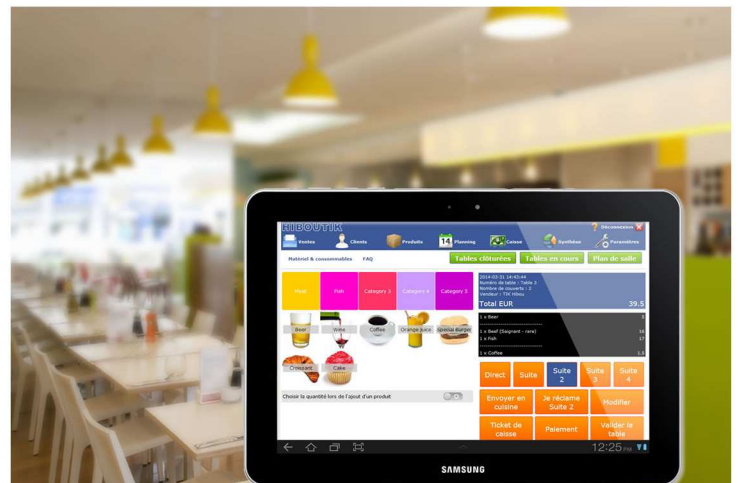 HIBOUTIK
? Déconnexion
Ventes Clients Produits 14 Planning Caisse Synthèse Paramètres
Matériel & consommables FAQ Tables clôturées Tables en cours Plan de salle
Meat Fish Category 3 Category 4 Category 5
2014-03-31 14:43:44
Numéro de table : Table 3
Nombre de couverts : 2
Vendeur : TIK Hibou
Total EUR 39.5
Beer Wine Coffee Orange Juice Special Burger
Croissant Cake
1 x Beer 5
1 x Beef (Saignant - rare) 16
1 x Fish 17
1 x Coffee 1.5
Choisir la quantité lors de l'ajout d'un produit
Direct Suite Suite 2 Suite 3 Suite 4
Envoyer en cuisine Je réclame Suite 2 Modifier
Ticket de caisse Paiement Valider la table
12:25 PM
SAMSUNG